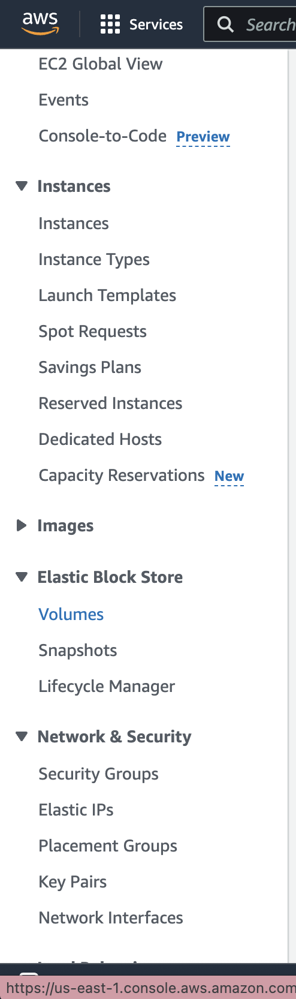 aws
Services
Search
EC2 Global View
Events
Console-to-Code Preview
Instances
Instances
Instance Types
Launch Templates
Spot Requests
Savings Plans
Reserved Instances
Dedicated Hosts
Capacity Reservations New
Images
Elastic Block Store
Volumes
Snapshots
Lifecycle Manager
Network & Security
Security Groups
Elastic IPs
Placement Groups
Key Pairs
Network Interfaces
https://us-east-1.console.aws.amazon.com